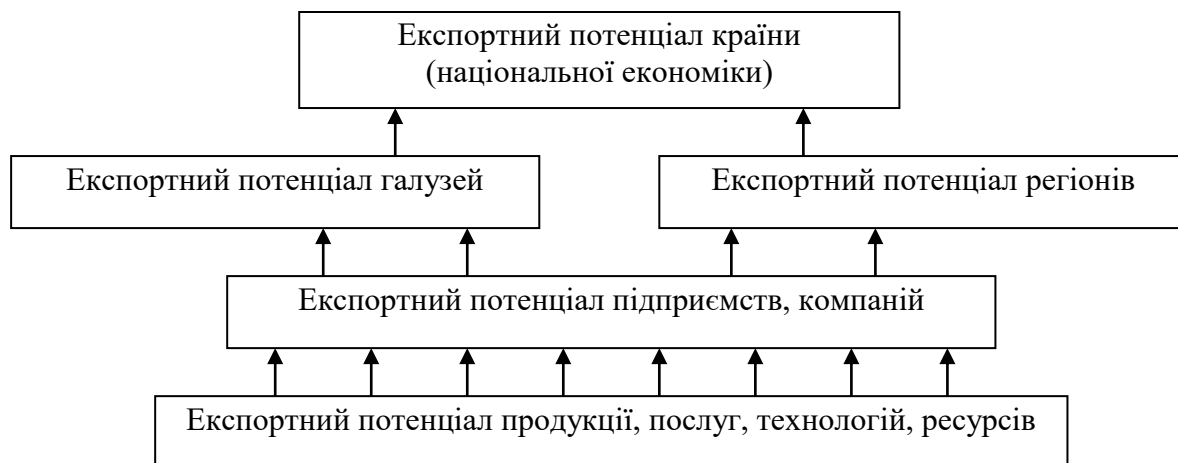 Експортний потенціал країни
(національної економіки)
Експортний потенціал галузей
Експортний потенціал регіонів
Експортний потенціал підприємств, компаній
Експортний потенціал продукції, послуг, технологій, ресурсів